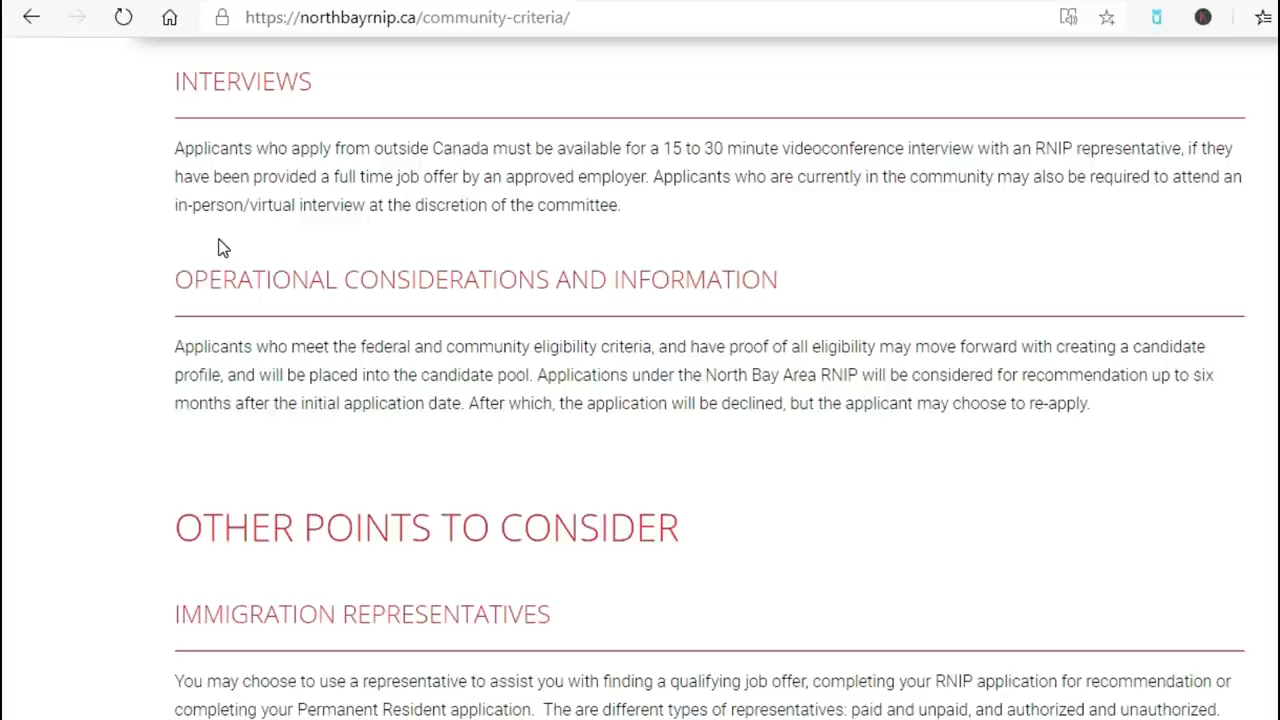 https://northbayrnip.ca/community-criteria/
INTERVIEWS
Applicants who apply from outside Canada must be available for a 15 to 30 minute videoconference interview with an RNIP representative, if they
have been provided a full time job offer by an approved employer. Applicants who are currently in the community may also be required to attend an
in-person/virtual interview at the discretion of the committee.
OPERATIONAL CONSIDERATIONS AND INFORMATION
Applicants who meet the federal and community eligibility criteria, and have proof of all eligibility may move forward with creating a candidate
profile, and will be placed into the candidate pool. Applications under the North Bay Area RNIP will be considered for recommendation up to six
months after the initial application date. After which, the application will be declined, but the applicant may choose to re-apply.
OTHER POINTS TO CONSIDER
IMMIGRATION REPRESENTATIVES
You may choose to use a representative to assist you with finding a qualifying job offer, completing your RNIP application for recommendation or
completing your Permanent Resident application. The are different types of representatives: paid and unpaid, and authorized and unauthorized.